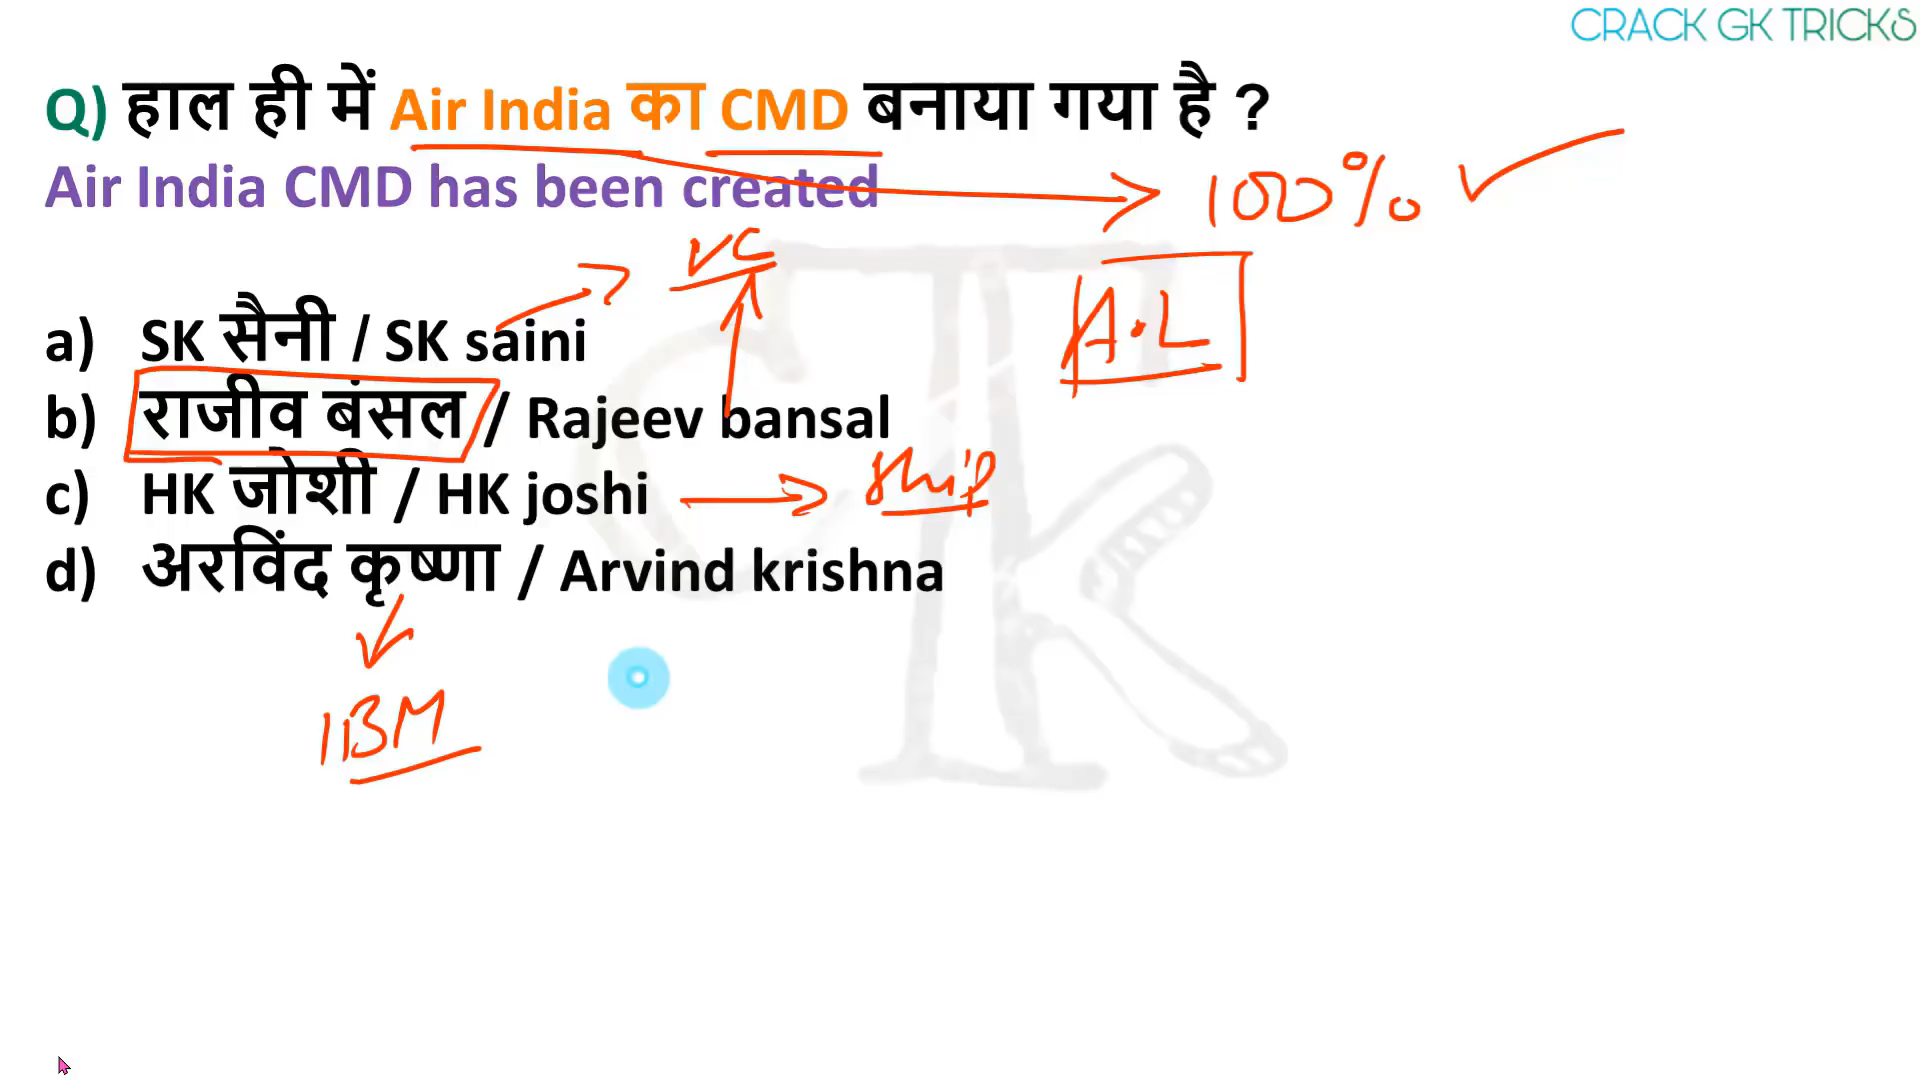 CRACK GK TRICKS
Q) हाल ही में Air India का CMD बनाया गया है ?
Air India CMD has been created
100%
VC
A.L
a) SK सैनी / SK saini
b) राजीव बंसल / Rajeev bansal
c) HK जोशी / HK joshi
Ship
d) अरविंद कृष्णा / Arvind krishna
IBM